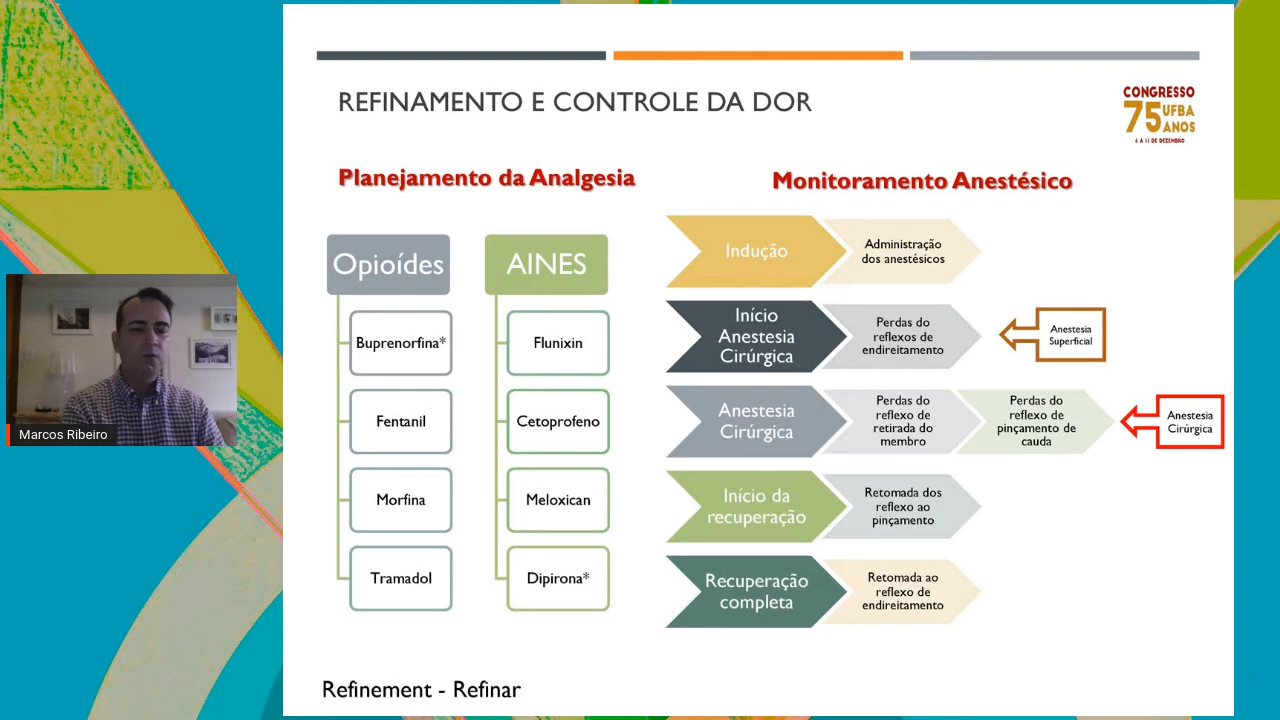 REFINAMENTO E CONTROLE DA DOR
CONGRESSO
75 UFBA
ANOS
6 A 11 DE DEZEMBRO
Planejamento da Analgesia
Opioídes
Buprenorfina*
Fentanil
Morfina
Tramadol
AINES
Flunixin
Cetoprofeno
Meloxican
Dipirona*
Monitoramento Anestésico
Indução
Administração
dos anestésicos
Início
Anestesia
Cirúrgica
Perdas do
reflexos de
endireitamento
Anestesia
Superficial
Anestesia
Cirúrgica
Perdas do
reflexo de
retirada do
membro
Perdas do
reflexo de
pinçamento de
cauda
Anestesia
Cirúrgica
Início da
recuperação
Retomada dos
reflexo ao
pinçamento
Recuperação
completa
Retomada ao
reflexo de
endireitamento
Refinement - Refinar
Marcos Ribeiro